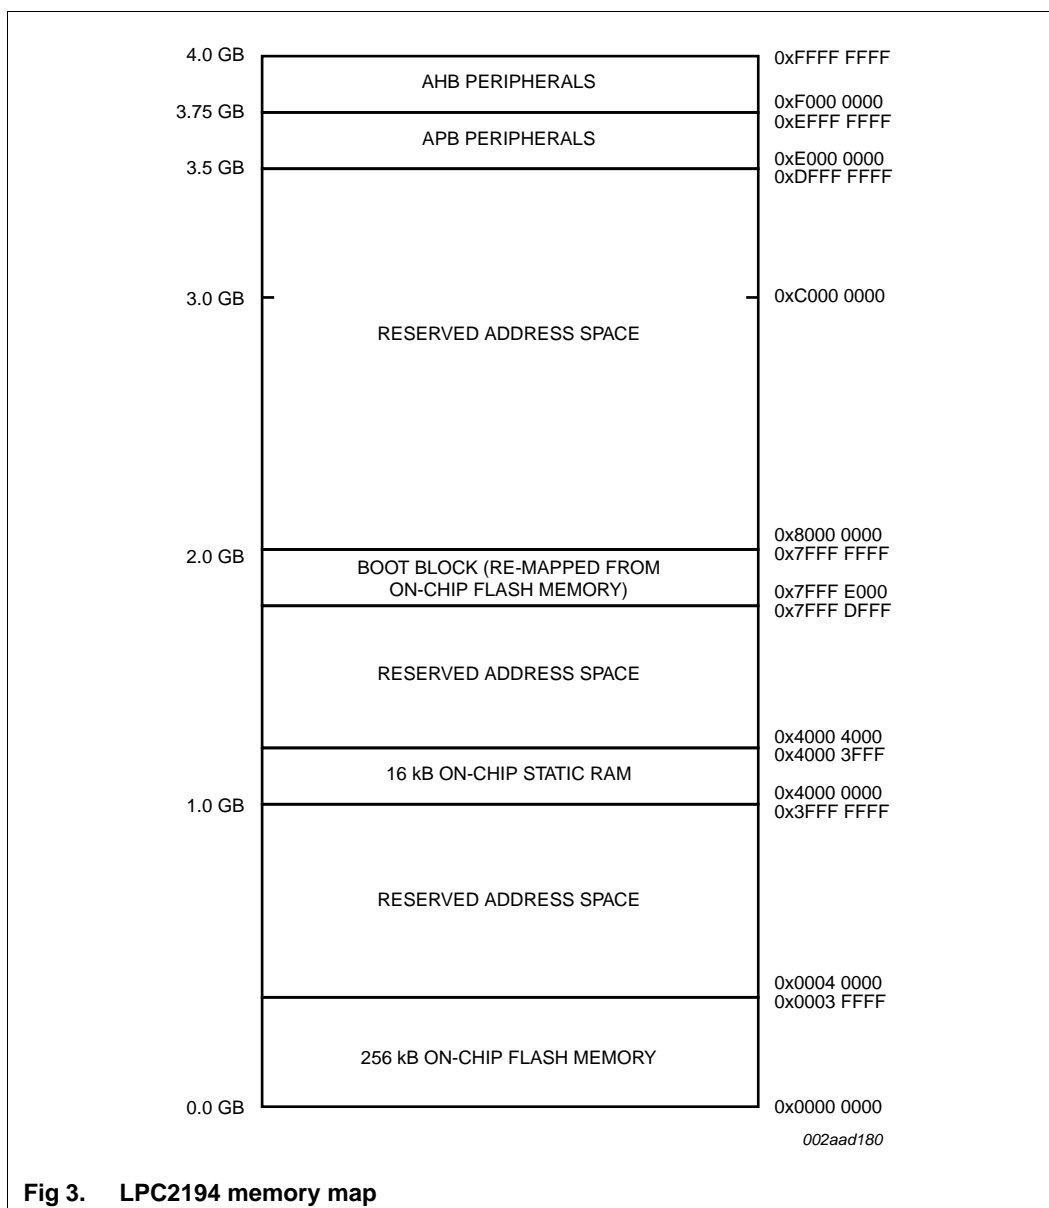 4.0 GB
0xFFFF FFFF
AHB PERIPHERALS
3.75 GB
0xF000 0000
0xEFFF FFFF
APB PERIPHERALS
3.5 GB
0xE000 0000
0xDFFF FFFF
3.0 GB
0xC000 0000
RESERVED ADDRESS SPACE
2.0 GB
0x8000 0000
0x7FFF FFFF
BOOT BLOCK (RE-MAPPED FROM
ON-CHIP FLASH MEMORY)
0x7FFF E000
0x7FFF DFFF
RESERVED ADDRESS SPACE
0x4000 4000
0x4000 3FFF
16 kB ON-CHIP STATIC RAM
1.0 GB
0x4000 0000
0x3FFF FFFF
RESERVED ADDRESS SPACE
0x0004 0000
0x0003 FFFF
256 kB ON-CHIP FLASH MEMORY
0.0 GB
0x0000 0000
002aad180
Fig 3. LPC2194 memory map